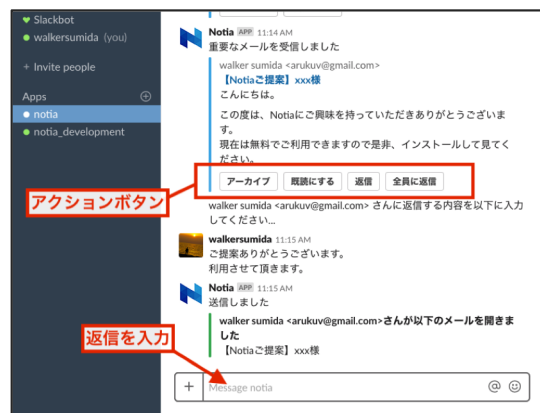 Slackbot
walkersumida (you)
+ Invite people
Apps
notia
notia_development
Notia APP 11:14 AM
重要なメールを受信しました
walker sumida <arukuv@gmail.com>
【Notiaご提案】xxx様
こんにちは。
この度は、Notiaにご興味を持っていただきありがとうございま
す。
現在は無料でご利用できますので是非、インストールして見てく
ださい。
アーカイブ 既読にする 返信 全員に返信
アクションボタン
walker sumida <arukuv@gmail.com> さんに返信する内容を以下に入力
してください...
walkersumida 11:15 AM
ご提案ありがとうございます。
利用させて頂きます。
Notia APP 11:15 AM
送信しました
walker sumida <arukuv@gmail.com>さんが以下のメールを開きま
した
【Notiaご提案】xxx様
返信を入力
+ Message notia @